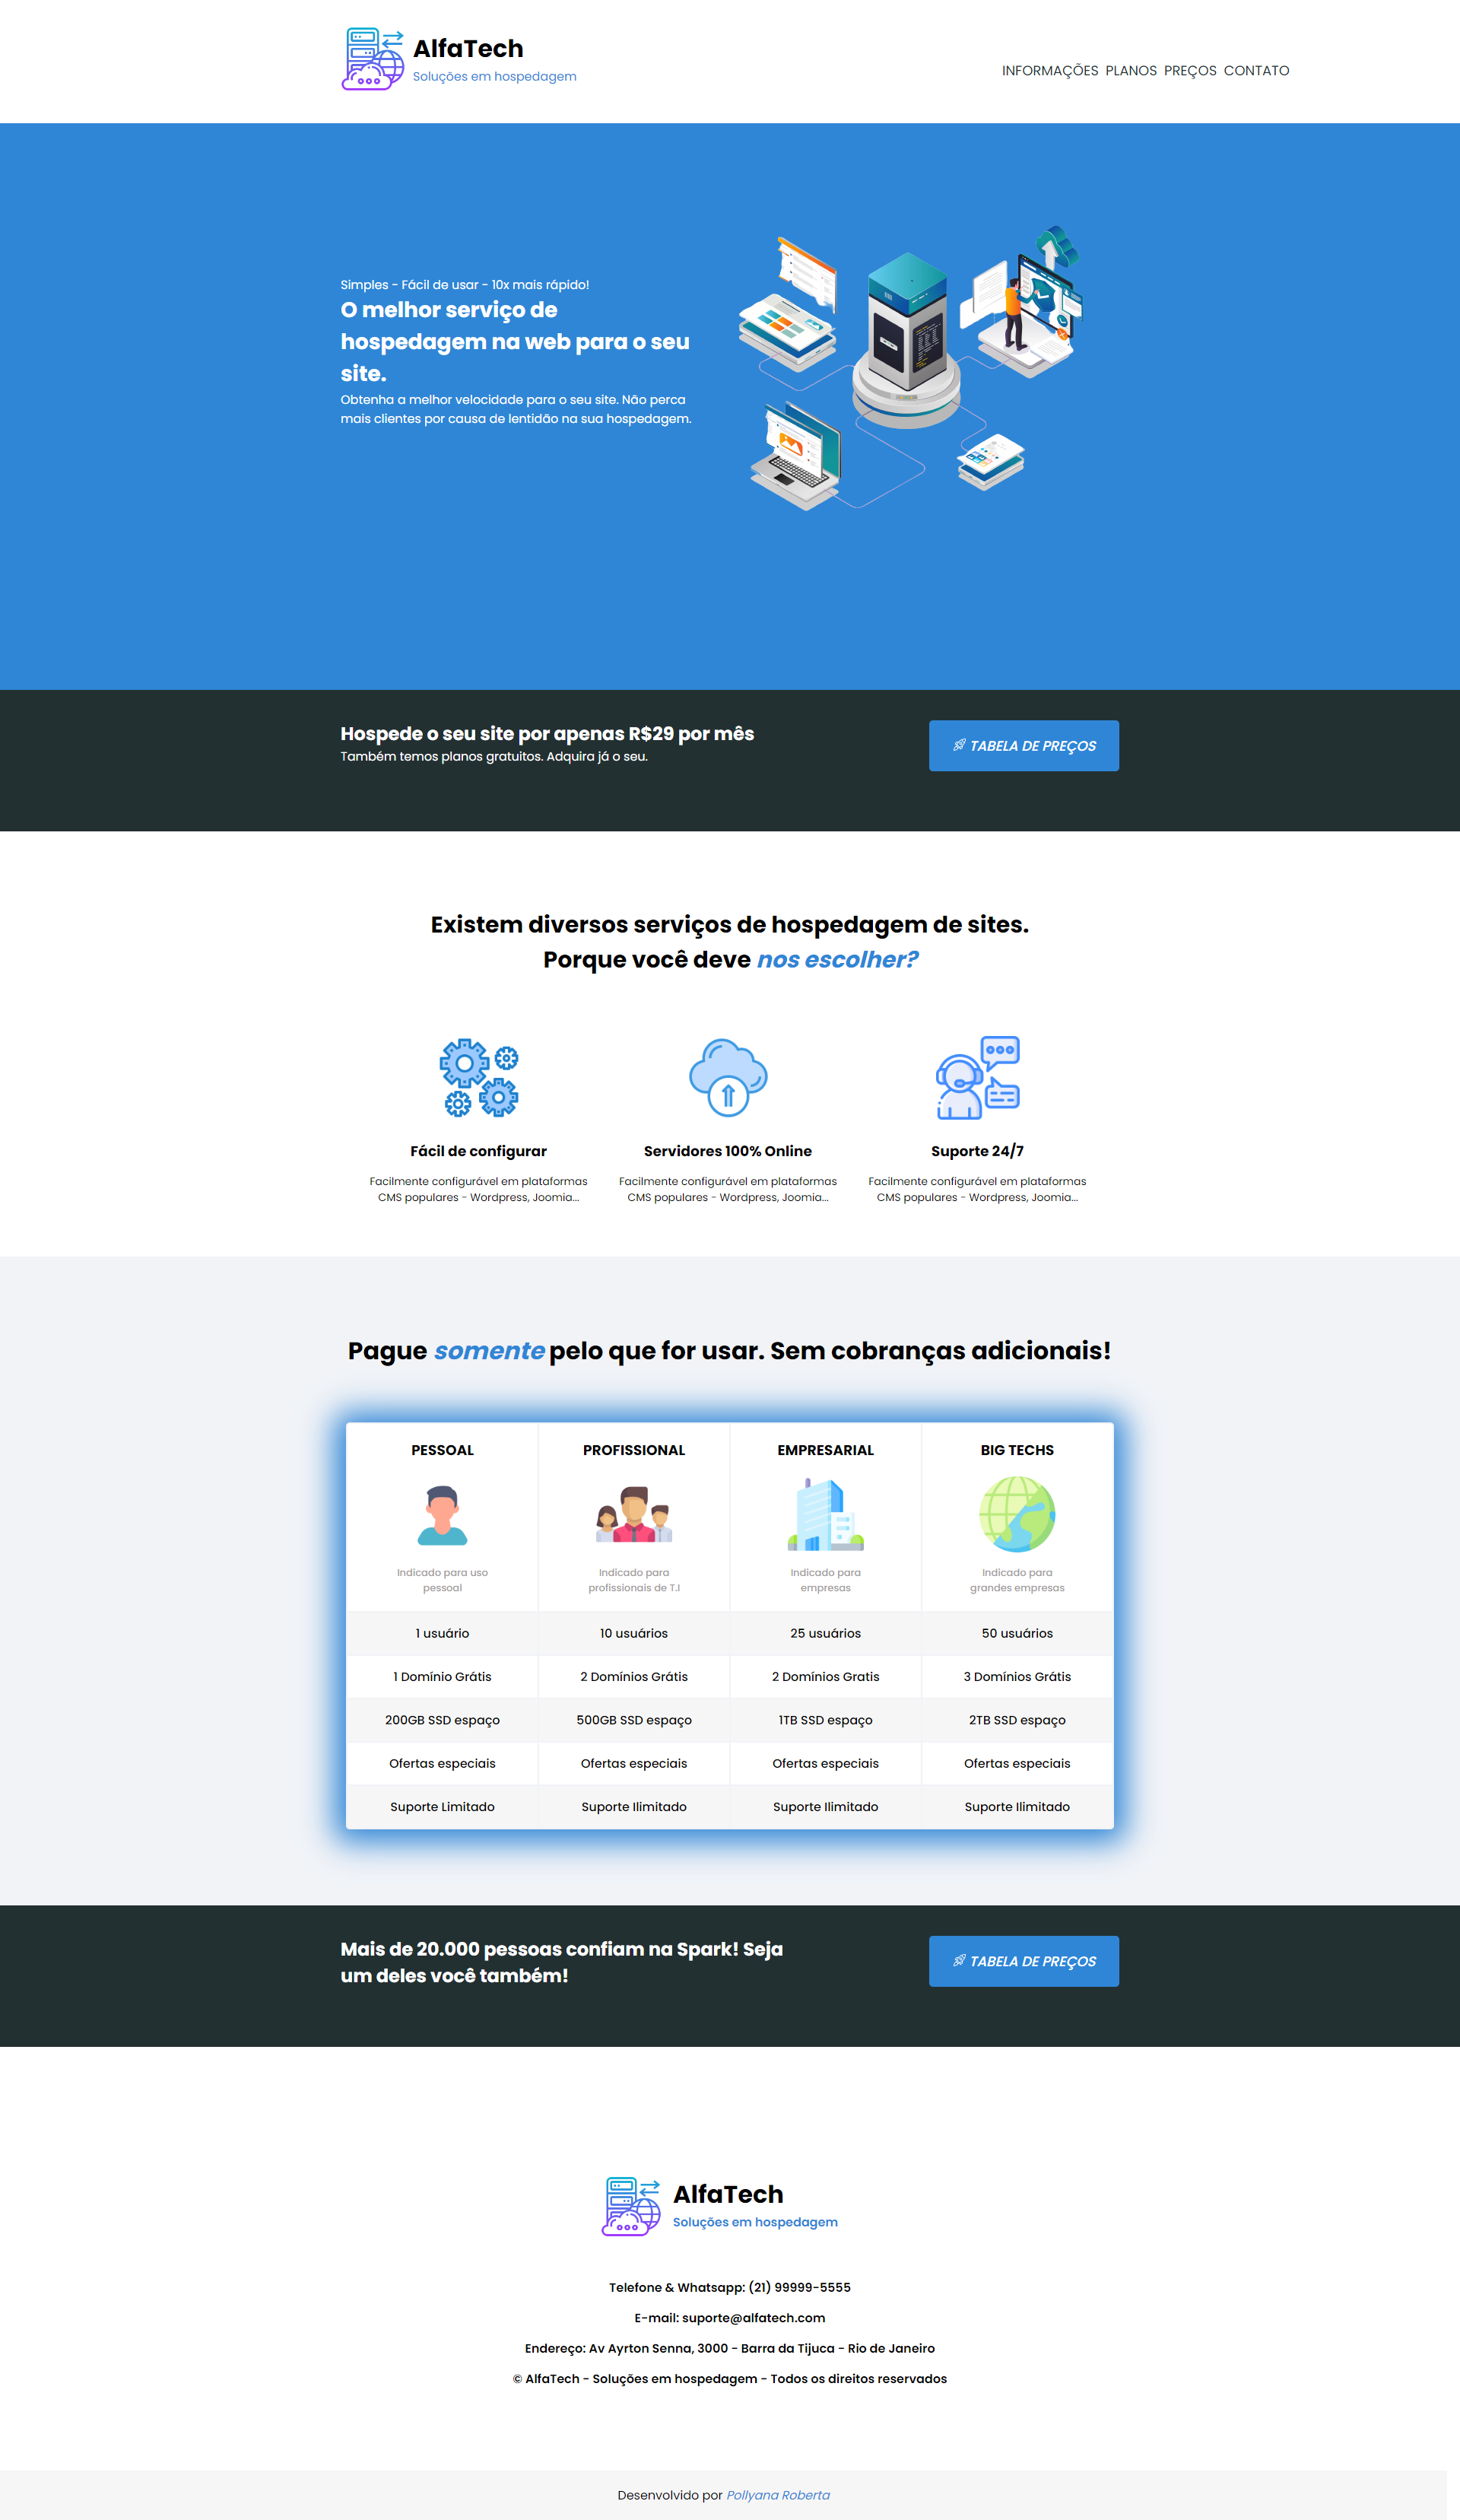 AlfaTech
Soluções em hospedagem
INFORMAÇÕES PLANOS PREÇOS CONTATO
Simples - Fácil de usar - 10x mais rápido!
O melhor serviço de
hospedagem na web para o seu
site.
Obtenha a melhor velocidade para o seu site. Não perca
mais clientes por causa de lentidão na sua hospedagem.
Hospede o seu site por apenas R$29 por mês
Também temos planos gratuitos. Adquira já o seu.
TABELA DE PREÇOS
Existem diversos serviços de hospedagem de sites.
Porque você deve nos escolher?
Fácil de configurar
Facilmente configurável em plataformas
CMS populares - Wordpress, Joomia...
Servidores 100% Online
Facilmente configurável em plataformas
CMS populares - Wordpress, Joomia...
Suporte 24/7
Facilmente configurável em plataformas
CMS populares - Wordpress, Joomia...
Pague somente pelo que for usar. Sem cobranças adicionais!
PESSOAL PROFISSIONAL EMPRESARIAL BIG TECHS
Indicado para uso
pessoal
Indicado para
profissionais de T.I
Indicado para
empresas
Indicado para
grandes empresas
1 usuário 10 usuários 25 usuários 50 usuários
1 Domínio Grátis 2 Domínios Grátis 2 Domínios Gratis 3 Domínios Grátis
200GB SSD espaço 500GB SSD espaço 1TB SSD espaço 2TB SSD espaço
Ofertas especiais Ofertas especiais Ofertas especiais Ofertas especiais
Suporte Limitado Suporte Ilimitado Suporte Ilimitado Suporte Ilimitado
Mais de 20.000 pessoas confiam na Spark! Seja
um deles você também!
TABELA DE PREÇOS
AlfaTech
Soluções em hospedagem
Telefone & Whatsapp: (21) 99999-5555
E-mail: suporte@alfatech.com
Endereço: Av Ayrton Senna, 3000 - Barra da Tijuca - Rio de Janeiro
© AlfaTech - Soluções em hospedagem - Todos os direitos reservados
Desenvolvido por Pollyana Roberta